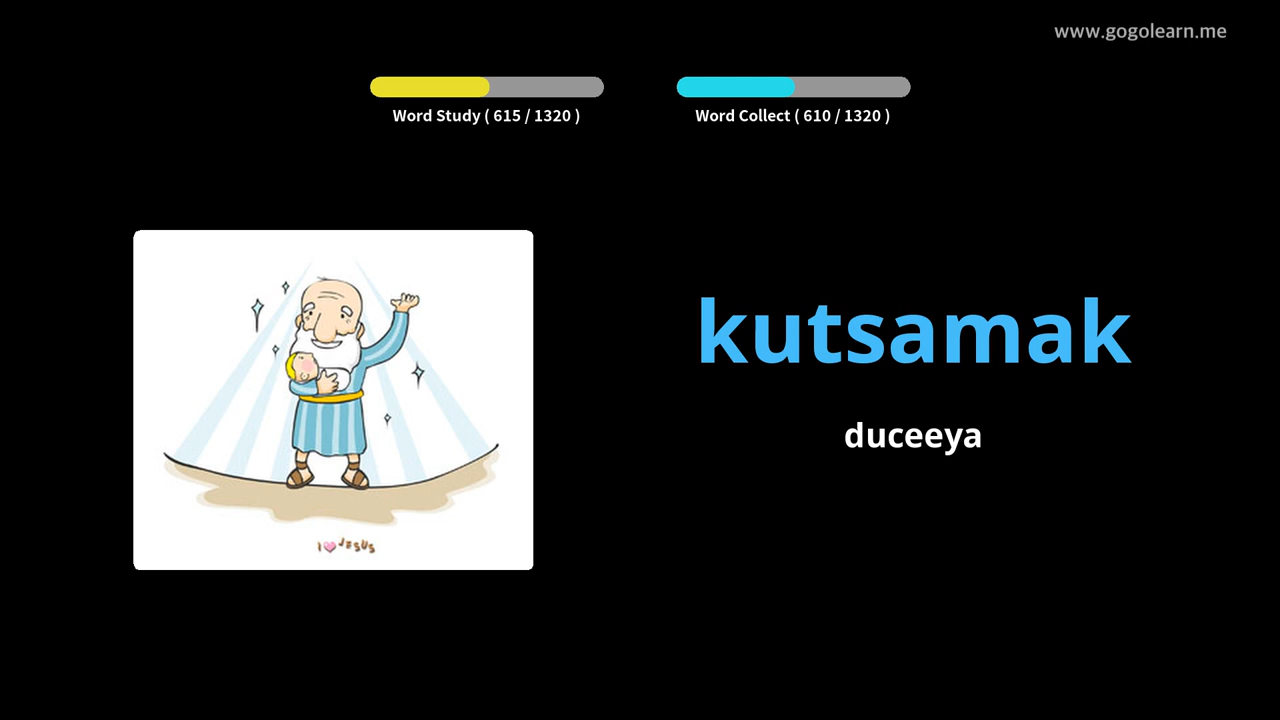 www.gogolearn.me
Word Study ( 615 / 1320 )
Word Collect ( 610 / 1320 )
kutsamak
duceeya
I ♥ JESUS